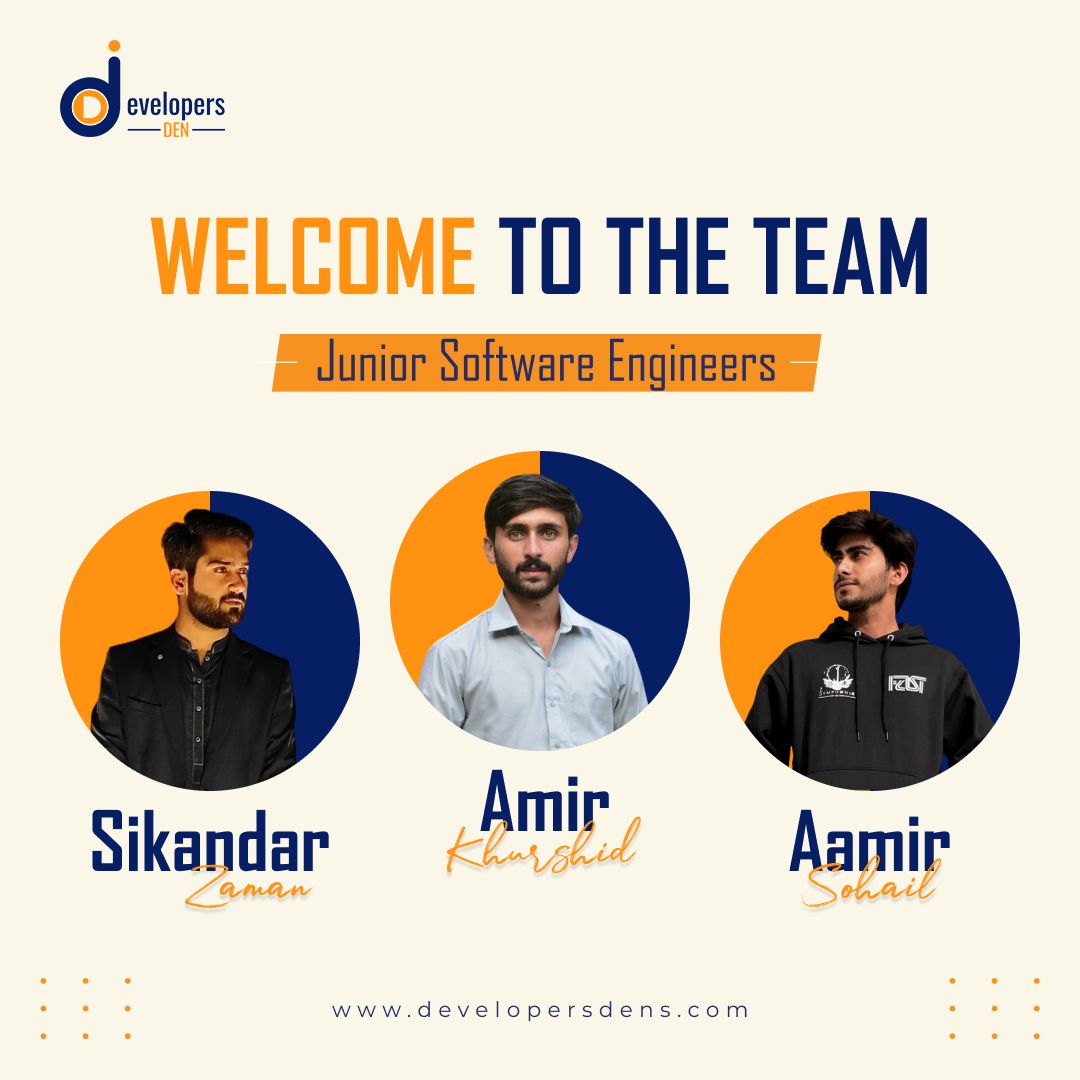 Developers
DEN
WELCOME TO THE TEAM
Junior Software Engineers
SYMPHONIC
FAST
Sikandar
Zaman
Amir
Khurshid
Aamir
Sohail
www.developersdens.com